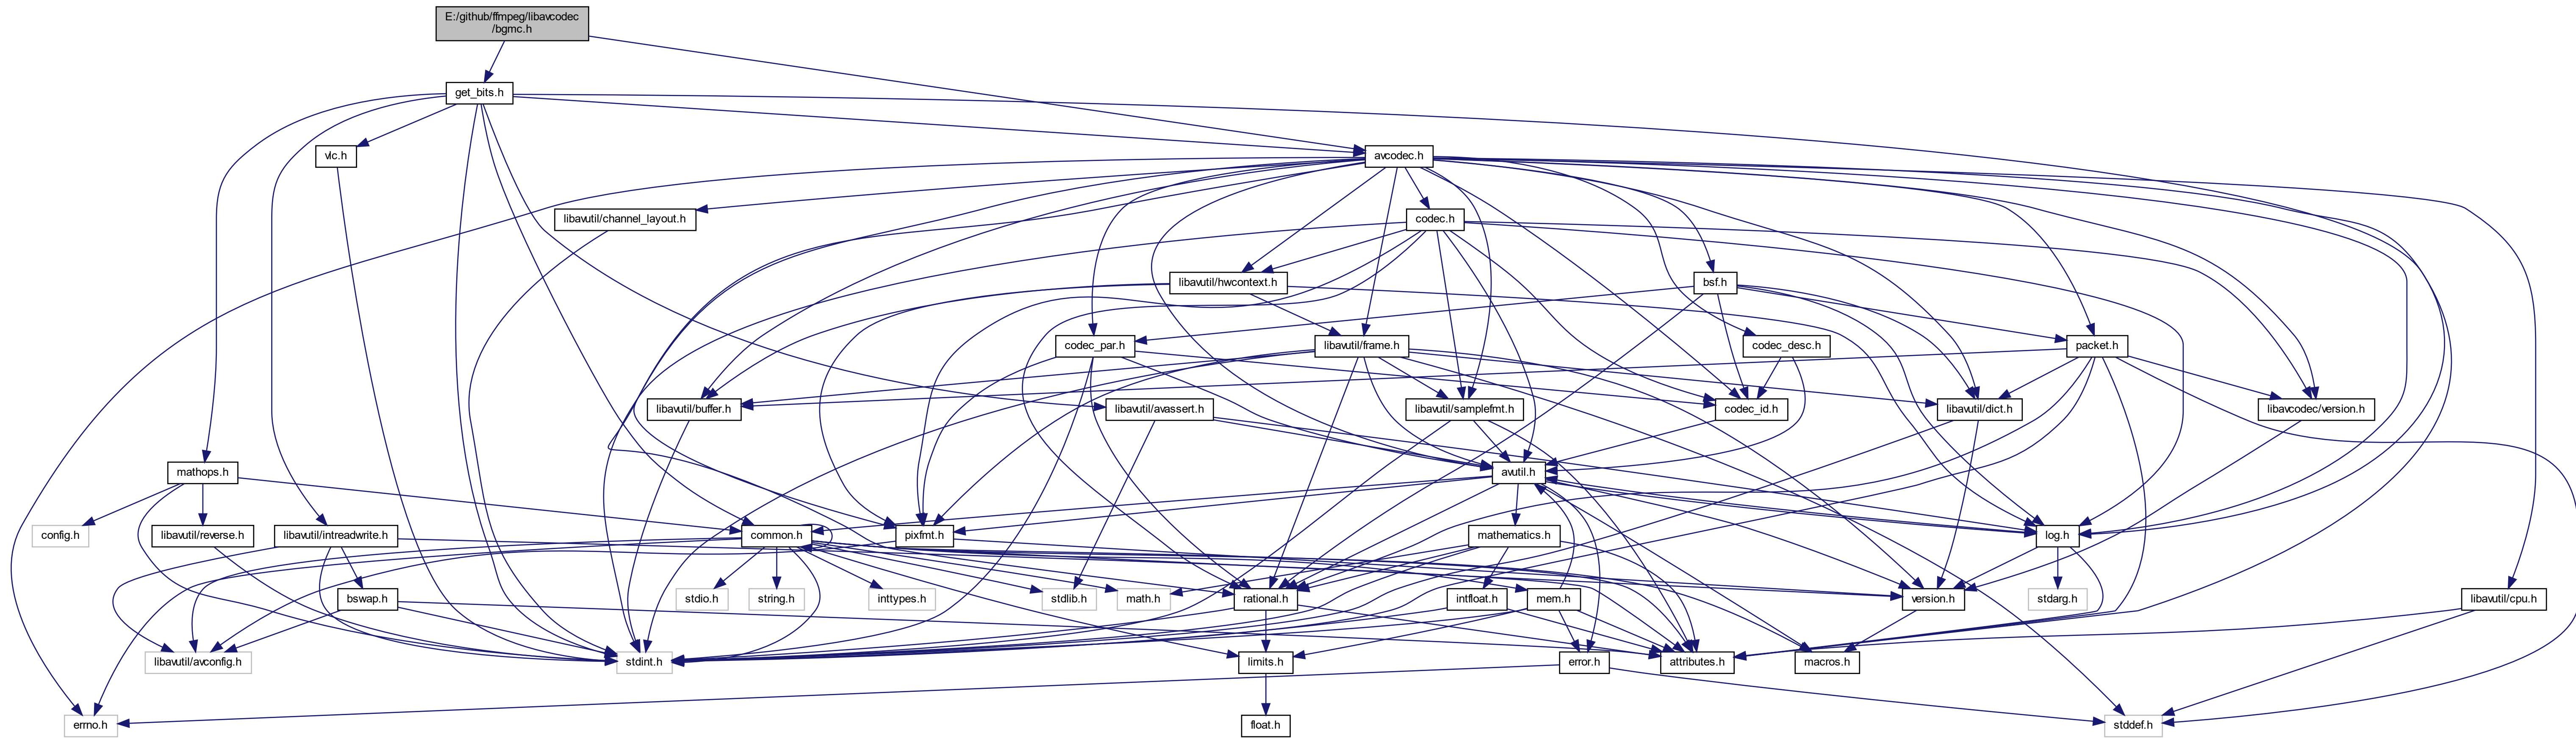 E:/github/ffmpeg/libavcodec
/bgmc.h
get_bits.h
vlc.h
avcodec.h
libavutil/channel_layout.h
codec.h
libavutil/hwcontext.h
bsf.h
codec_par.h
libavutil/frame.h
codec_desc.h
packet.h
libavutil/buffer.h
libavutil/avassert.h
libavutil/samplefmt.h
codec_id.h
libavutil/dict.h
libavcodec/version.h
mathops.h
avutil.h
config.h
libavutil/reverse.h
libavutil/intreadwrite.h
common.h
pixfmt.h
mathematics.h
log.h
bswap.h
stdio.h
string.h
inttypes.h
stdlib.h
math.h
rational.h
intfloat.h
mem.h
version.h
stdarg.h
libavutil/cpu.h
libavutil/avconfig.h
stdint.h
limits.h
error.h
attributes.h
macros.h
errno.h
float.h
stddef.h